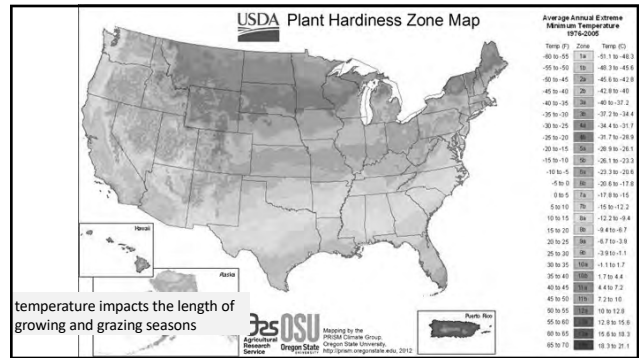 USDA Plant Hardiness Zone Map
Average Annual Extreme
Minimum Temperature
1976-2005
Temp (F) Zone Temp (C)
-60 to -55 1a -51.1 to -48.3
-55 to -50 1b -48.3 to -45.6
-50 to -45 2a -45.6 to -42.8
-45 to -40 2b -42.8 to -40
-40 to -35 3a -40 to -37.2
-35 to -30 3b -37.2 to -34.4
-30 to -25 4a -34.4 to -31.7
-25 to -20 -31.7 to -28.9
-20 to -15 5a -28.9 to -26.1
-15 to -10 5b -26.1 to -23.3
-10 to -5 6a -23.3 to -20.6
-5 to 0 6b -20.6 to -17.8
0 to 5 7a -17.8 to -15
5 to 10 7b -15 to -12.2
10 to 15 8a -12.2 to -9.4
15 to 20 8b -9.4 to -6.7
20 to 25 9a -6.7 to -3.9
25 to 30 9b -3.9 to -1.1
30 to 35 10a -1.1 to 1.7
35 to 40 1.7 to 4.4
40 to 45 11a 4.4 to 7.2
45 to 50 11b 7.2 to 10
50 to 55 12a 10 to 12.8
55 to 60 12.8 to 15.6
60 to 65 15.6 to 18.3
65 to 70 18.3 to 21.1
Hawaii
Alaska
temperature impacts the length of
growing and grazing seasons
Agricultural
Research
Service
OSU
Oregon State
UNIVERSITY
Mapping by the
PRISM Climate Group,
Oregon State University,
http://prism.oregonstate.edu, 2012
Puerto Rico